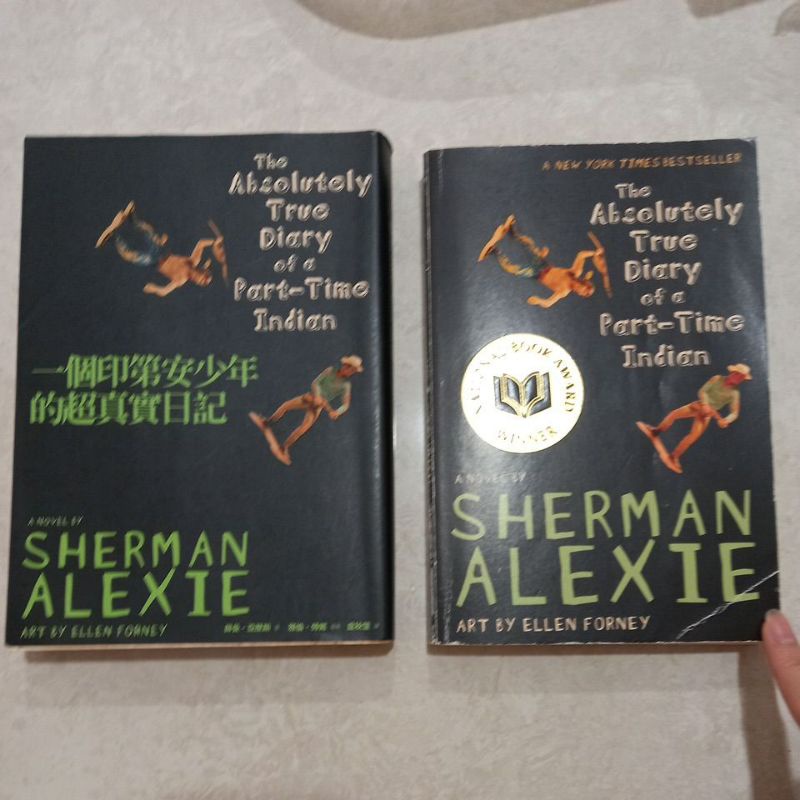 The
Absolutely
True
Diary
of a
Part-Time
Indian
一個印第安少年
的超真實日記
A NOVEL BY
SHERMAN
ALEXIE
ART BY ELLEN FORNEY
A NEW YORK TIMES BESTSELLER
The
Absolutely
True
Diary
of a
Part-Time
Indian
NATIONAL BOOK AWARD
WINNER
A NOVEL BY
SHERMAN
ALEXIE
ART BY ELLEN FORNEY